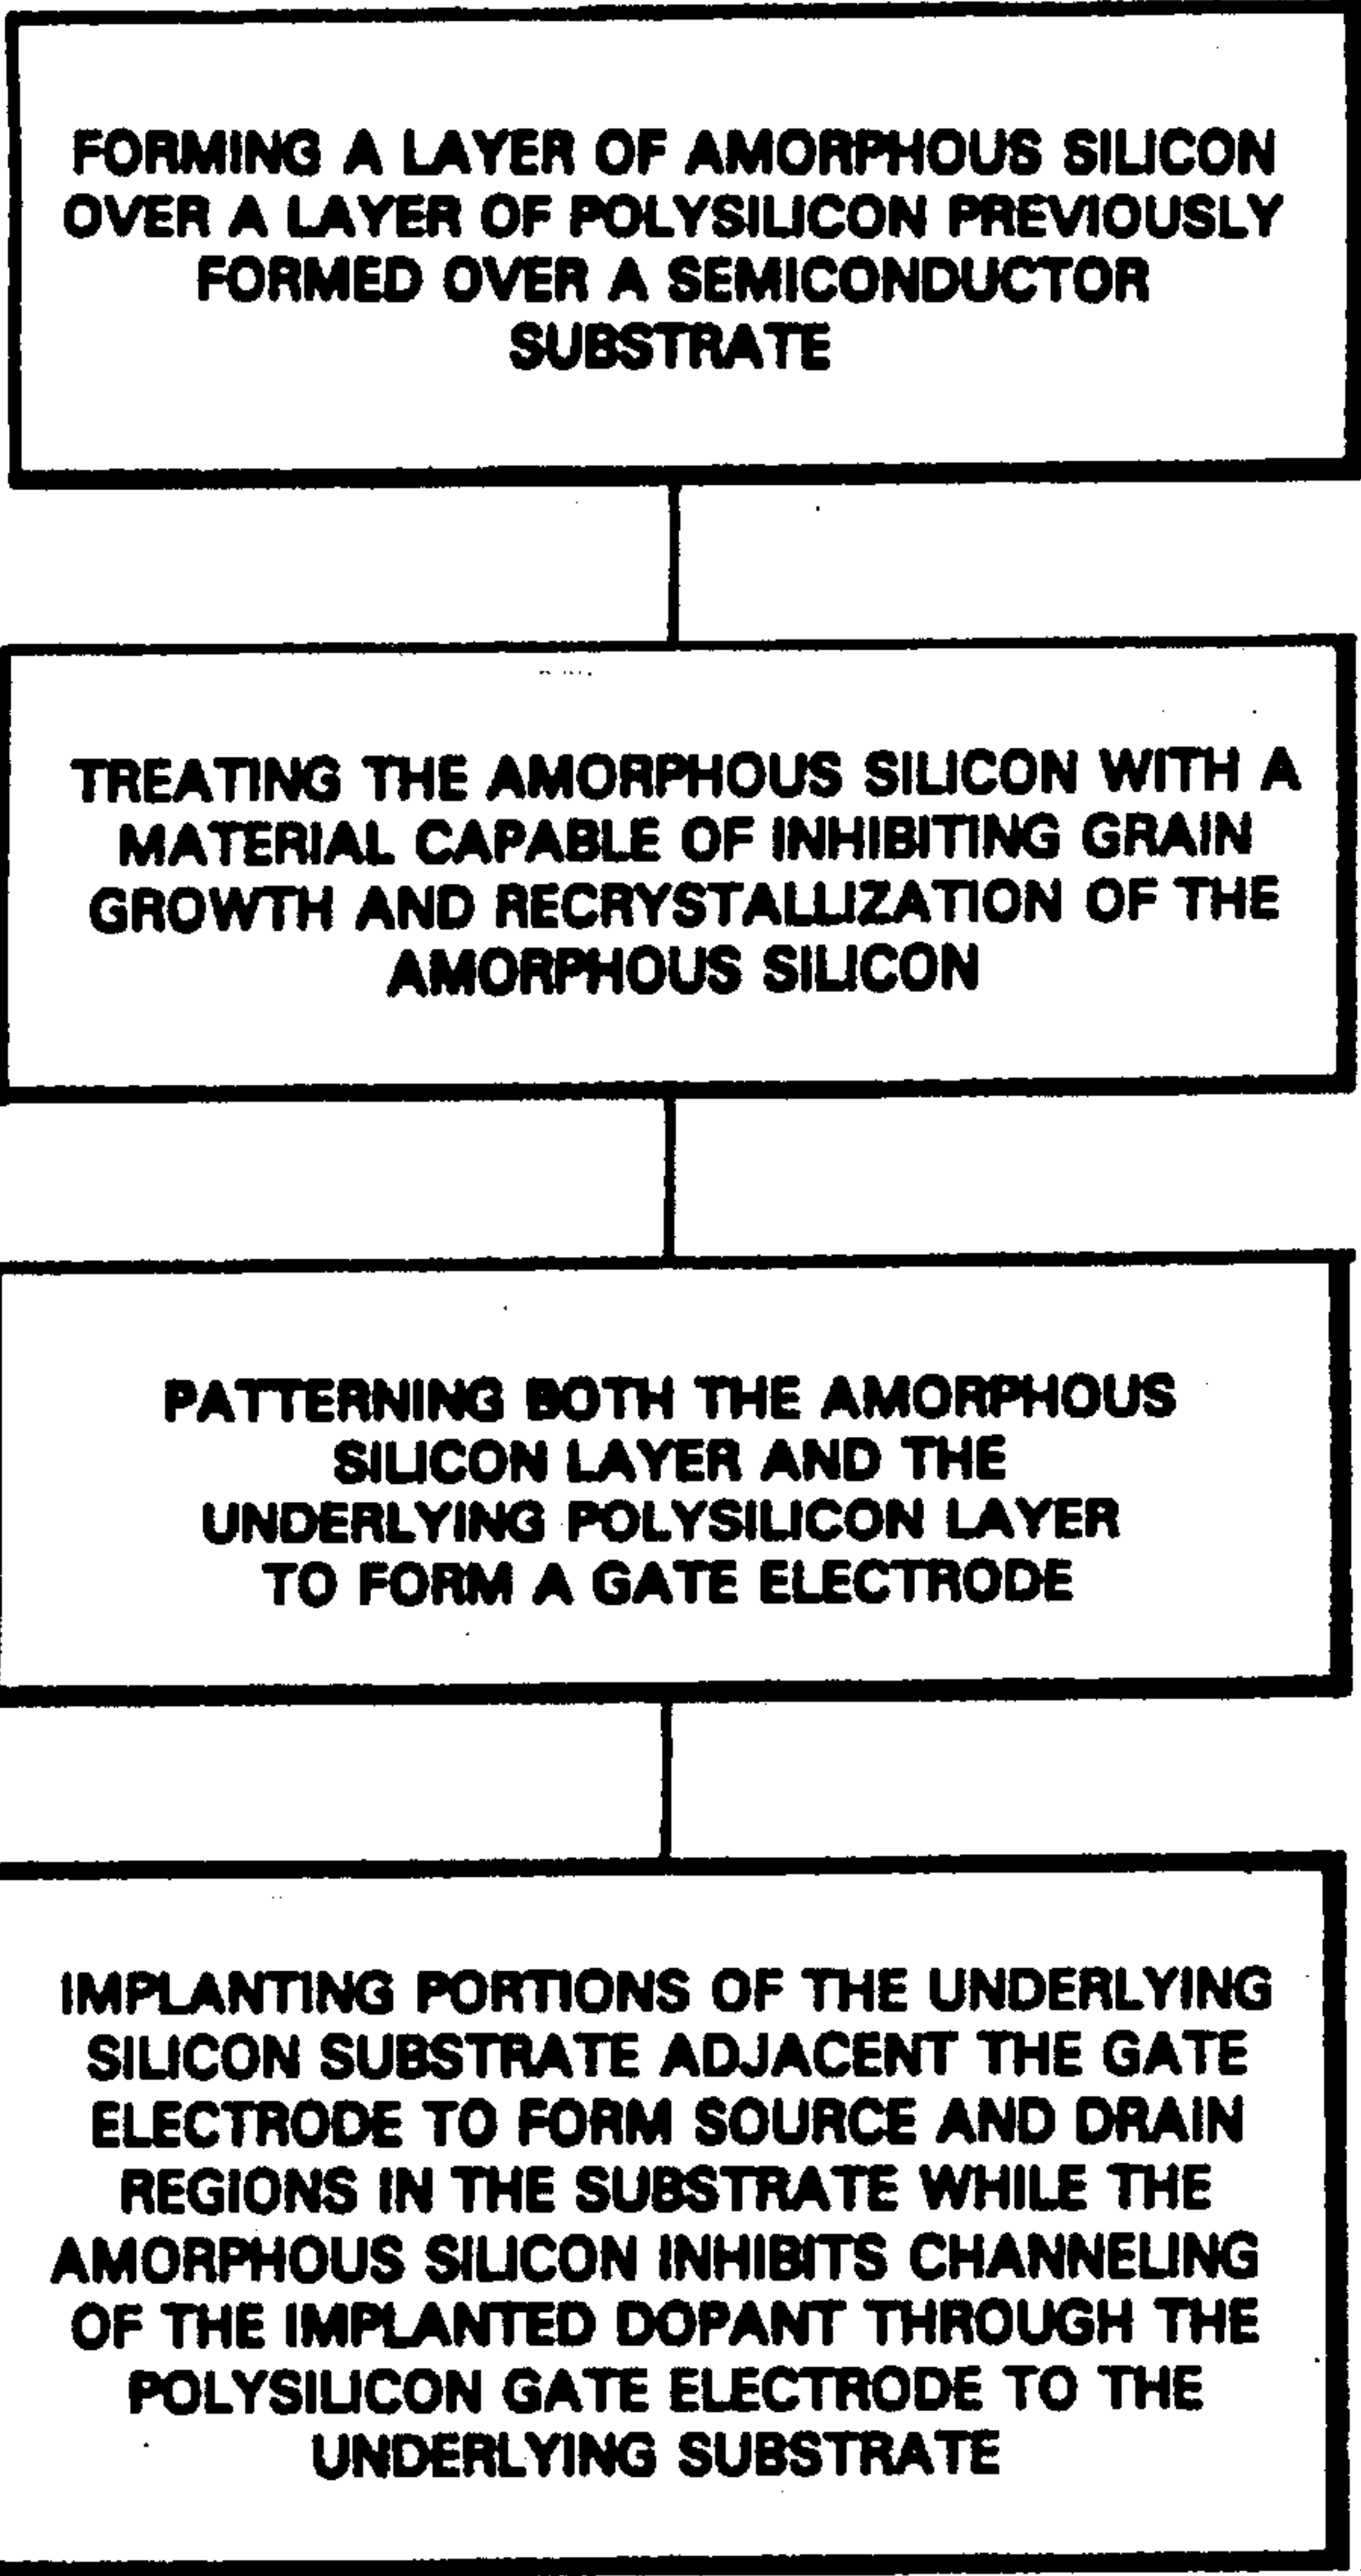 FORMING A LAYER OF AMORPHOUS SILICON
OVER A LAYER OF POLYSILICON PREVIOUSLY
FORMED OVER A SEMICONDUCTOR
SUBSTRATE
TREATING THE AMORPHOUS SILICON WITH A
MATERIAL CAPABLE OF INHIBITING GRAIN
GROWTH AND RECRYSTALLIZATION OF THE
AMORPHOUS SILICON
PATTERNING BOTH THE AMORPHOUS
SILICON LAYER AND THE
UNDERLYING POLYSILICON LAYER
TO FORM A GATE ELECTRODE
IMPLANTING PORTIONS OF THE UNDERLYING
SILICON SUBSTRATE ADJACENT THE GATE
ELECTRODE TO FORM SOURCE AND DRAIN
REGIONS IN THE SUBSTRATE WHILE THE
AMORPHOUS SILICON INHIBITS CHANNELING
OF THE IMPLANTED DOPANT THROUGH THE
POLYSILICON GATE ELECTRODE TO THE
UNDERLYING SUBSTRATE